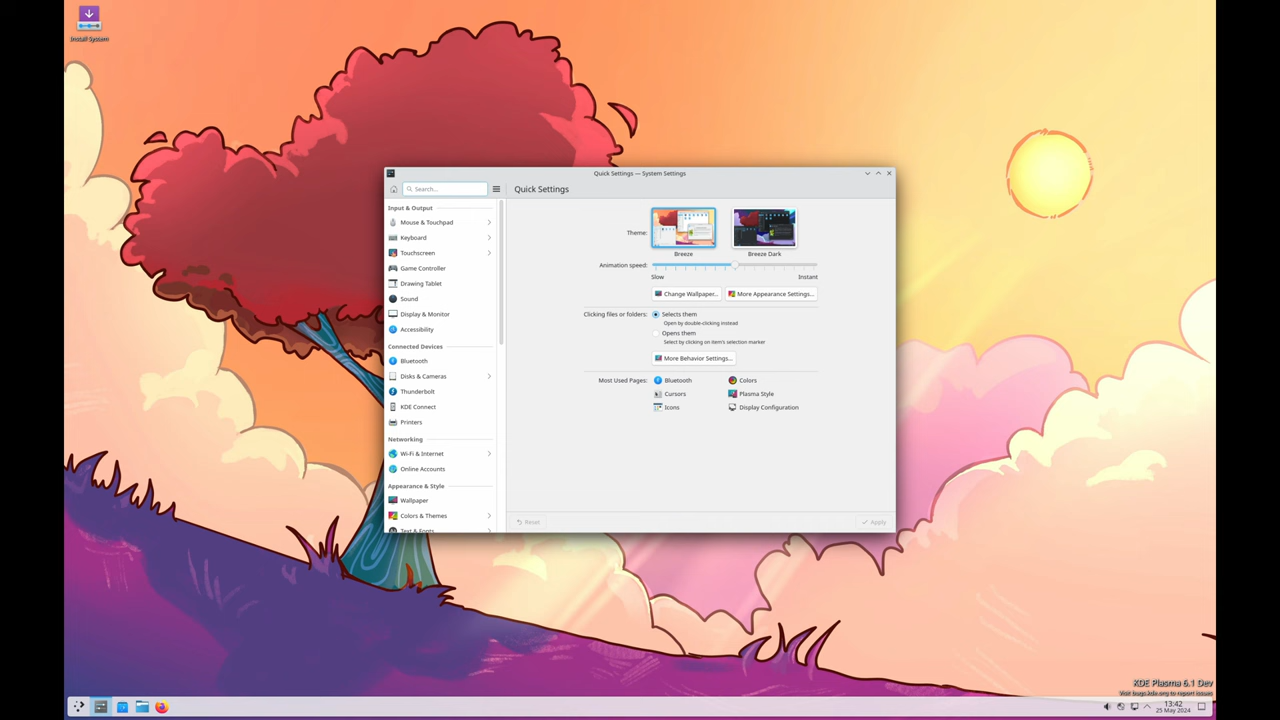 Install System
Quick Settings — System Settings
Search...
Quick Settings
Input & Output
Mouse & Touchpad
Keyboard
Touchscreen
Game Controller
Drawing Tablet
Sound
Display & Monitor
Accessibility
Connected Devices
Bluetooth
Disks & Cameras
Thunderbolt
KDE Connect
Printers
Networking
Wi-Fi & Internet
Online Accounts
Appearance & Style
Wallpaper
Colors & Themes
Text & Fonts
Theme:
Breeze
Breeze Dark
Animation speed:
Slow
Instant
Change Wallpaper...
More Appearance Settings...
Clicking files or folders:
Selects them
Open by double-clicking instead
Opens them
Select by clicking on item's selection marker
More Behavior Settings...
Most Used Pages:
Bluetooth
Colors
Cursors
Plasma Style
Icons
Display Configuration
Reset
Apply
KDE Plasma 6.1 Dev
Visit bugs.kde.org to report issues
13:42
25 May 2024